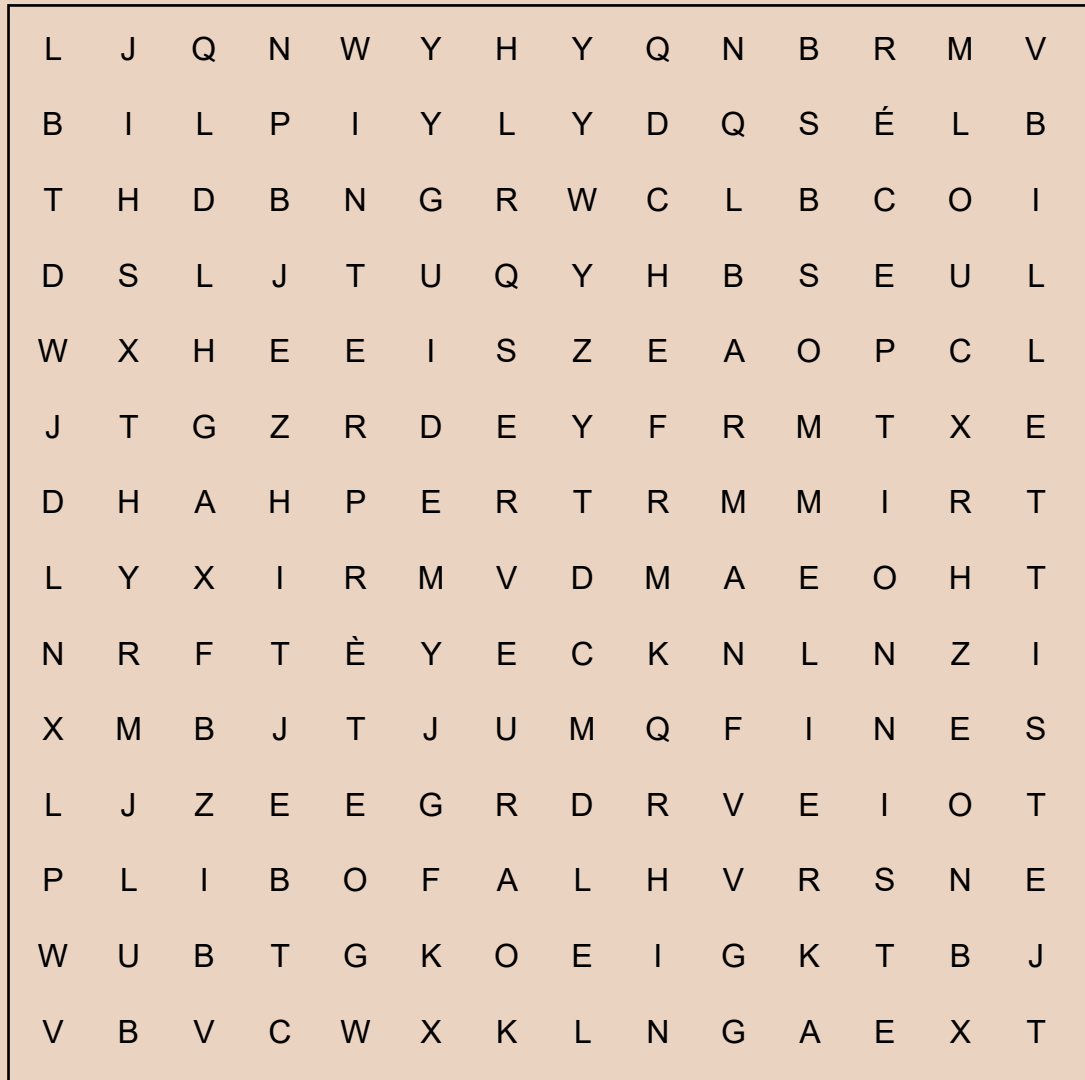 L J Q N W Y H Y Q N B R M V
B I L P I Y L Y D Q S É L B
T H D B N G R W C L B C O I
D S L J T U Q Y H B S E U L
W X H E E I S Z E A O P C L
J T G Z R D E Y F R M T X E
D H A H P E R T R M M I R T
L Y X I R M V D M A E O H T
N R F T È Y E C K N L N Z I
X M B J T J U M Q F I N E S
L J Z E E G R D R V E I O T
P L I B O F A L H V R S N E
W U B T G K O E I G K T B J
V B V C W X K L N G A E X T